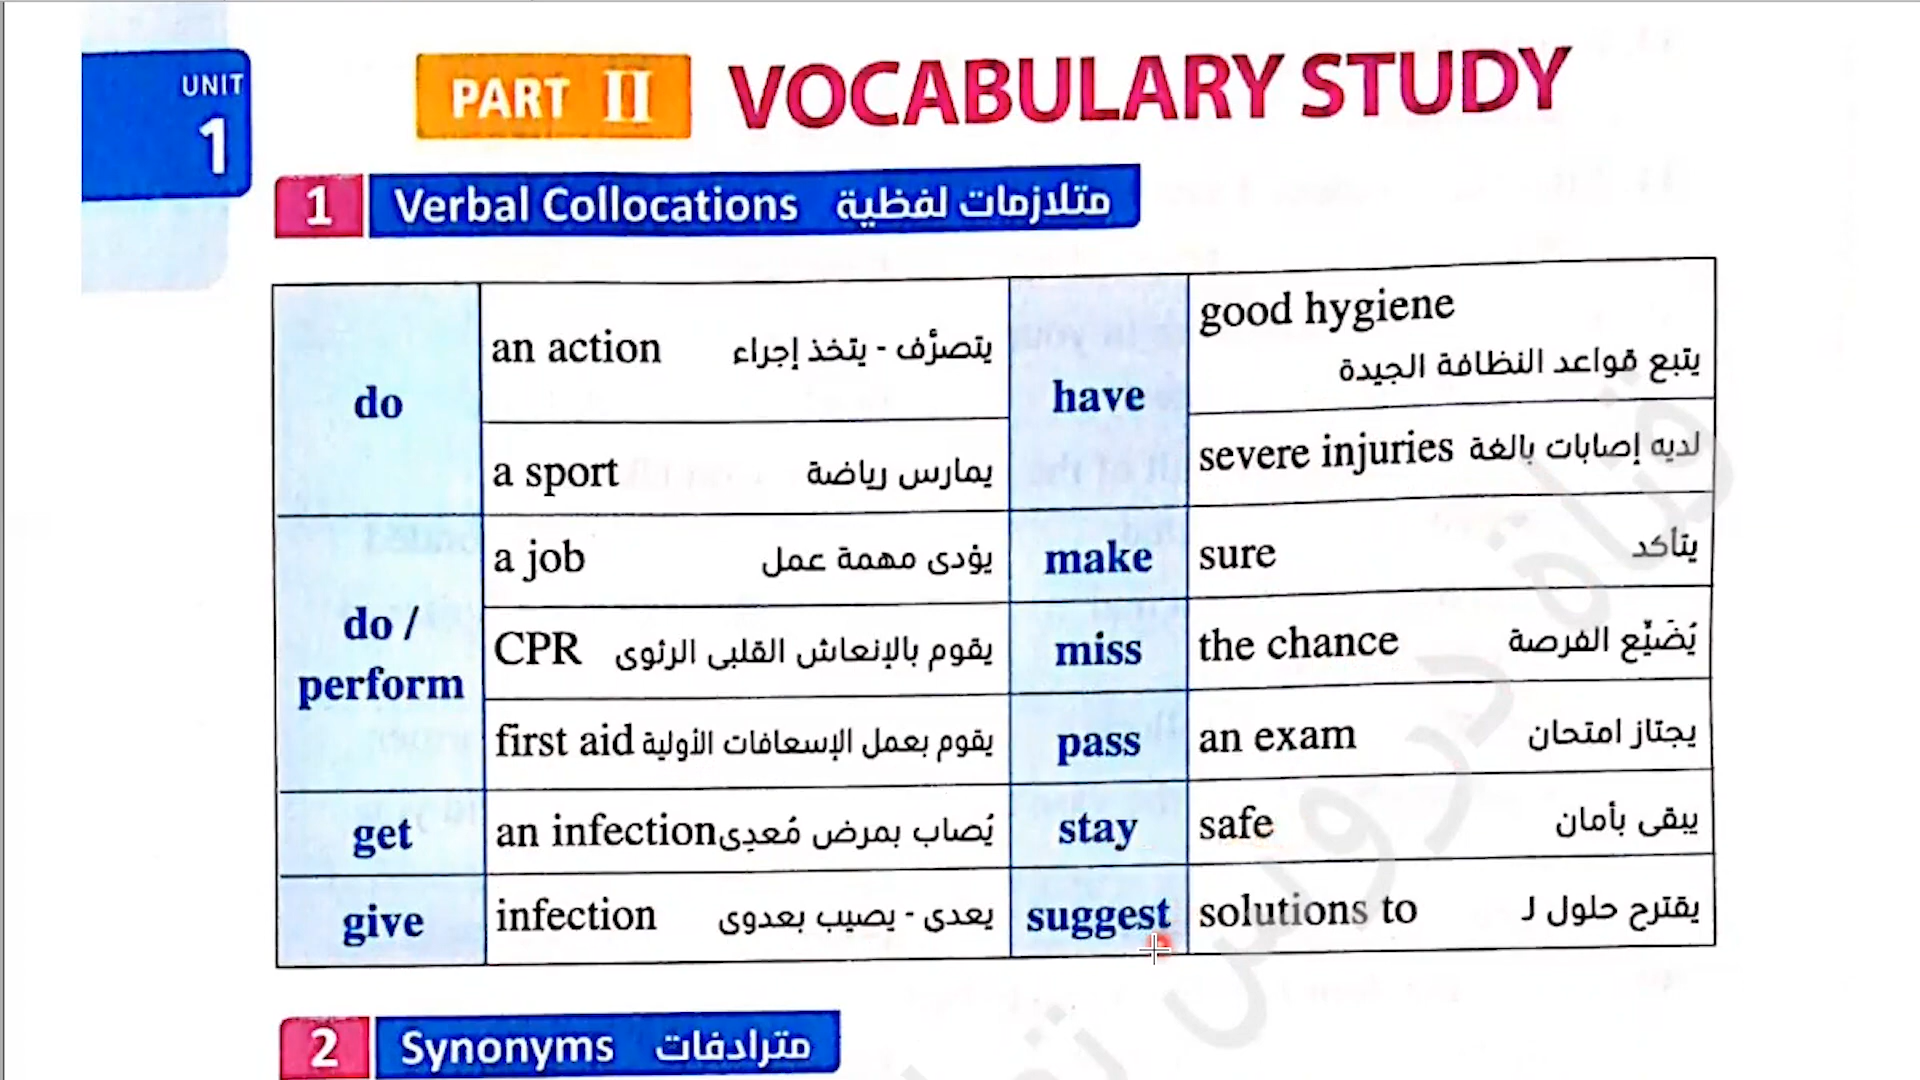 UNIT
1
PART II VOCABULARY STUDY
1 Verbal Collocations متلازمات لفظية
do
an action يتصرَّف - يتخذ إجراء
a sport يمارس رياضة
do / perform
a job يؤدى مهمة عمل
CPR يقوم بالإنعاش القلبى الرئوى
first aid يقوم بعمل الإسعافات الأولية
get
an infection يُصاب بمرض مُعدِى
give
infection يعدى - يصيب بعدوى
have
good hygiene
يتبع قواعد النظافة الجيدة
severe injuries لديه إصابات بالغة
make
sure يتأكد
miss
the chance يُضَيِّع الفرصة
pass
an exam يجتاز امتحان
stay
safe يبقى بأمان
suggest
solutions to يقترح حلول لـ
2 Synonyms مترادفات
قناة دروس